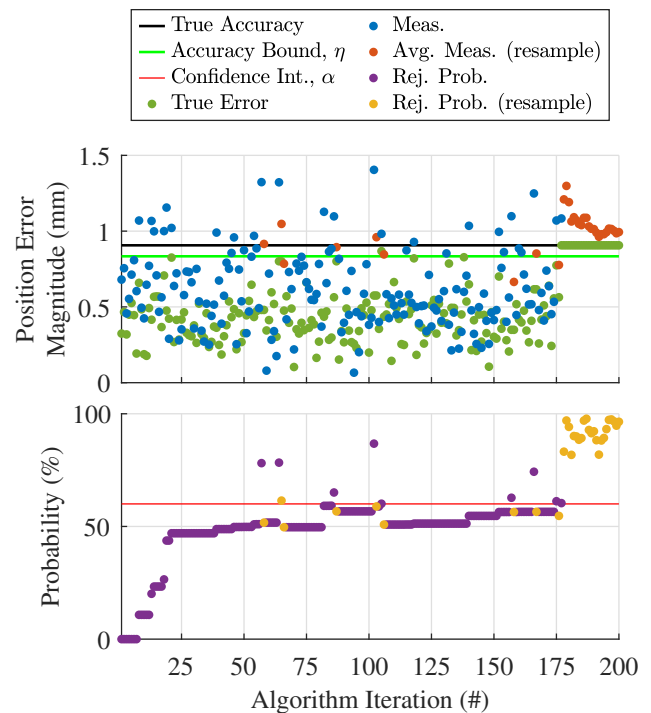 True Accuracy
Accuracy Bound, η
Confidence Int., α
True Error
Meas.
Avg. Meas. (resample)
Rej. Prob.
Rej. Prob. (resample)
Position Error
Magnitude (mm)
1.5
1
0.5
0
Probability (%)
100
50
0
25 50 75 100 125 150 175 200
Algorithm Iteration (#)